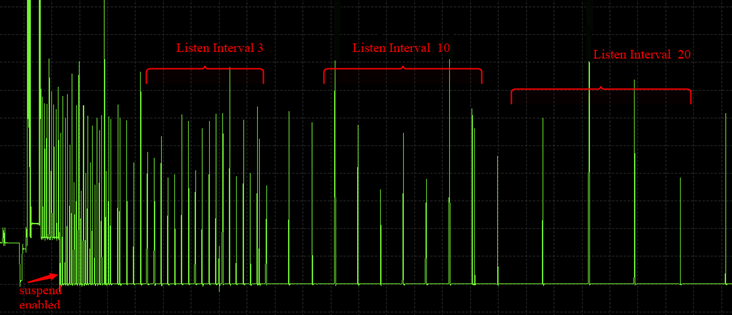 Listen Interval 3
Listen Interval  10
Listen Interval  20
suspend
enabled